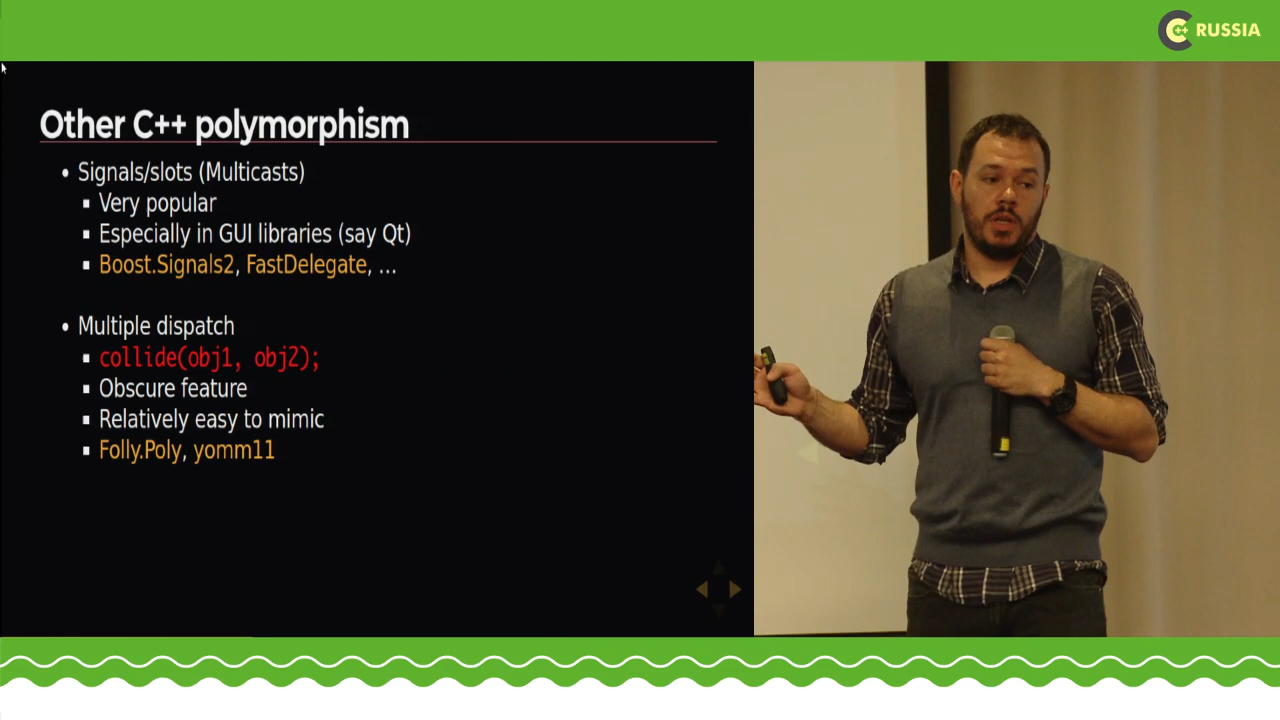 C++ RUSSIA
Other C++ polymorphism
• Signals/slots (Multicasts)
▪ Very popular
▪ Especially in GUI libraries (say Qt)
▪ Boost.Signals2, FastDelegate, ...
• Multiple dispatch
▪ collide(obj1, obj2);
▪ Obscure feature
▪ Relatively easy to mimic
▪ Folly.Poly, yomm11